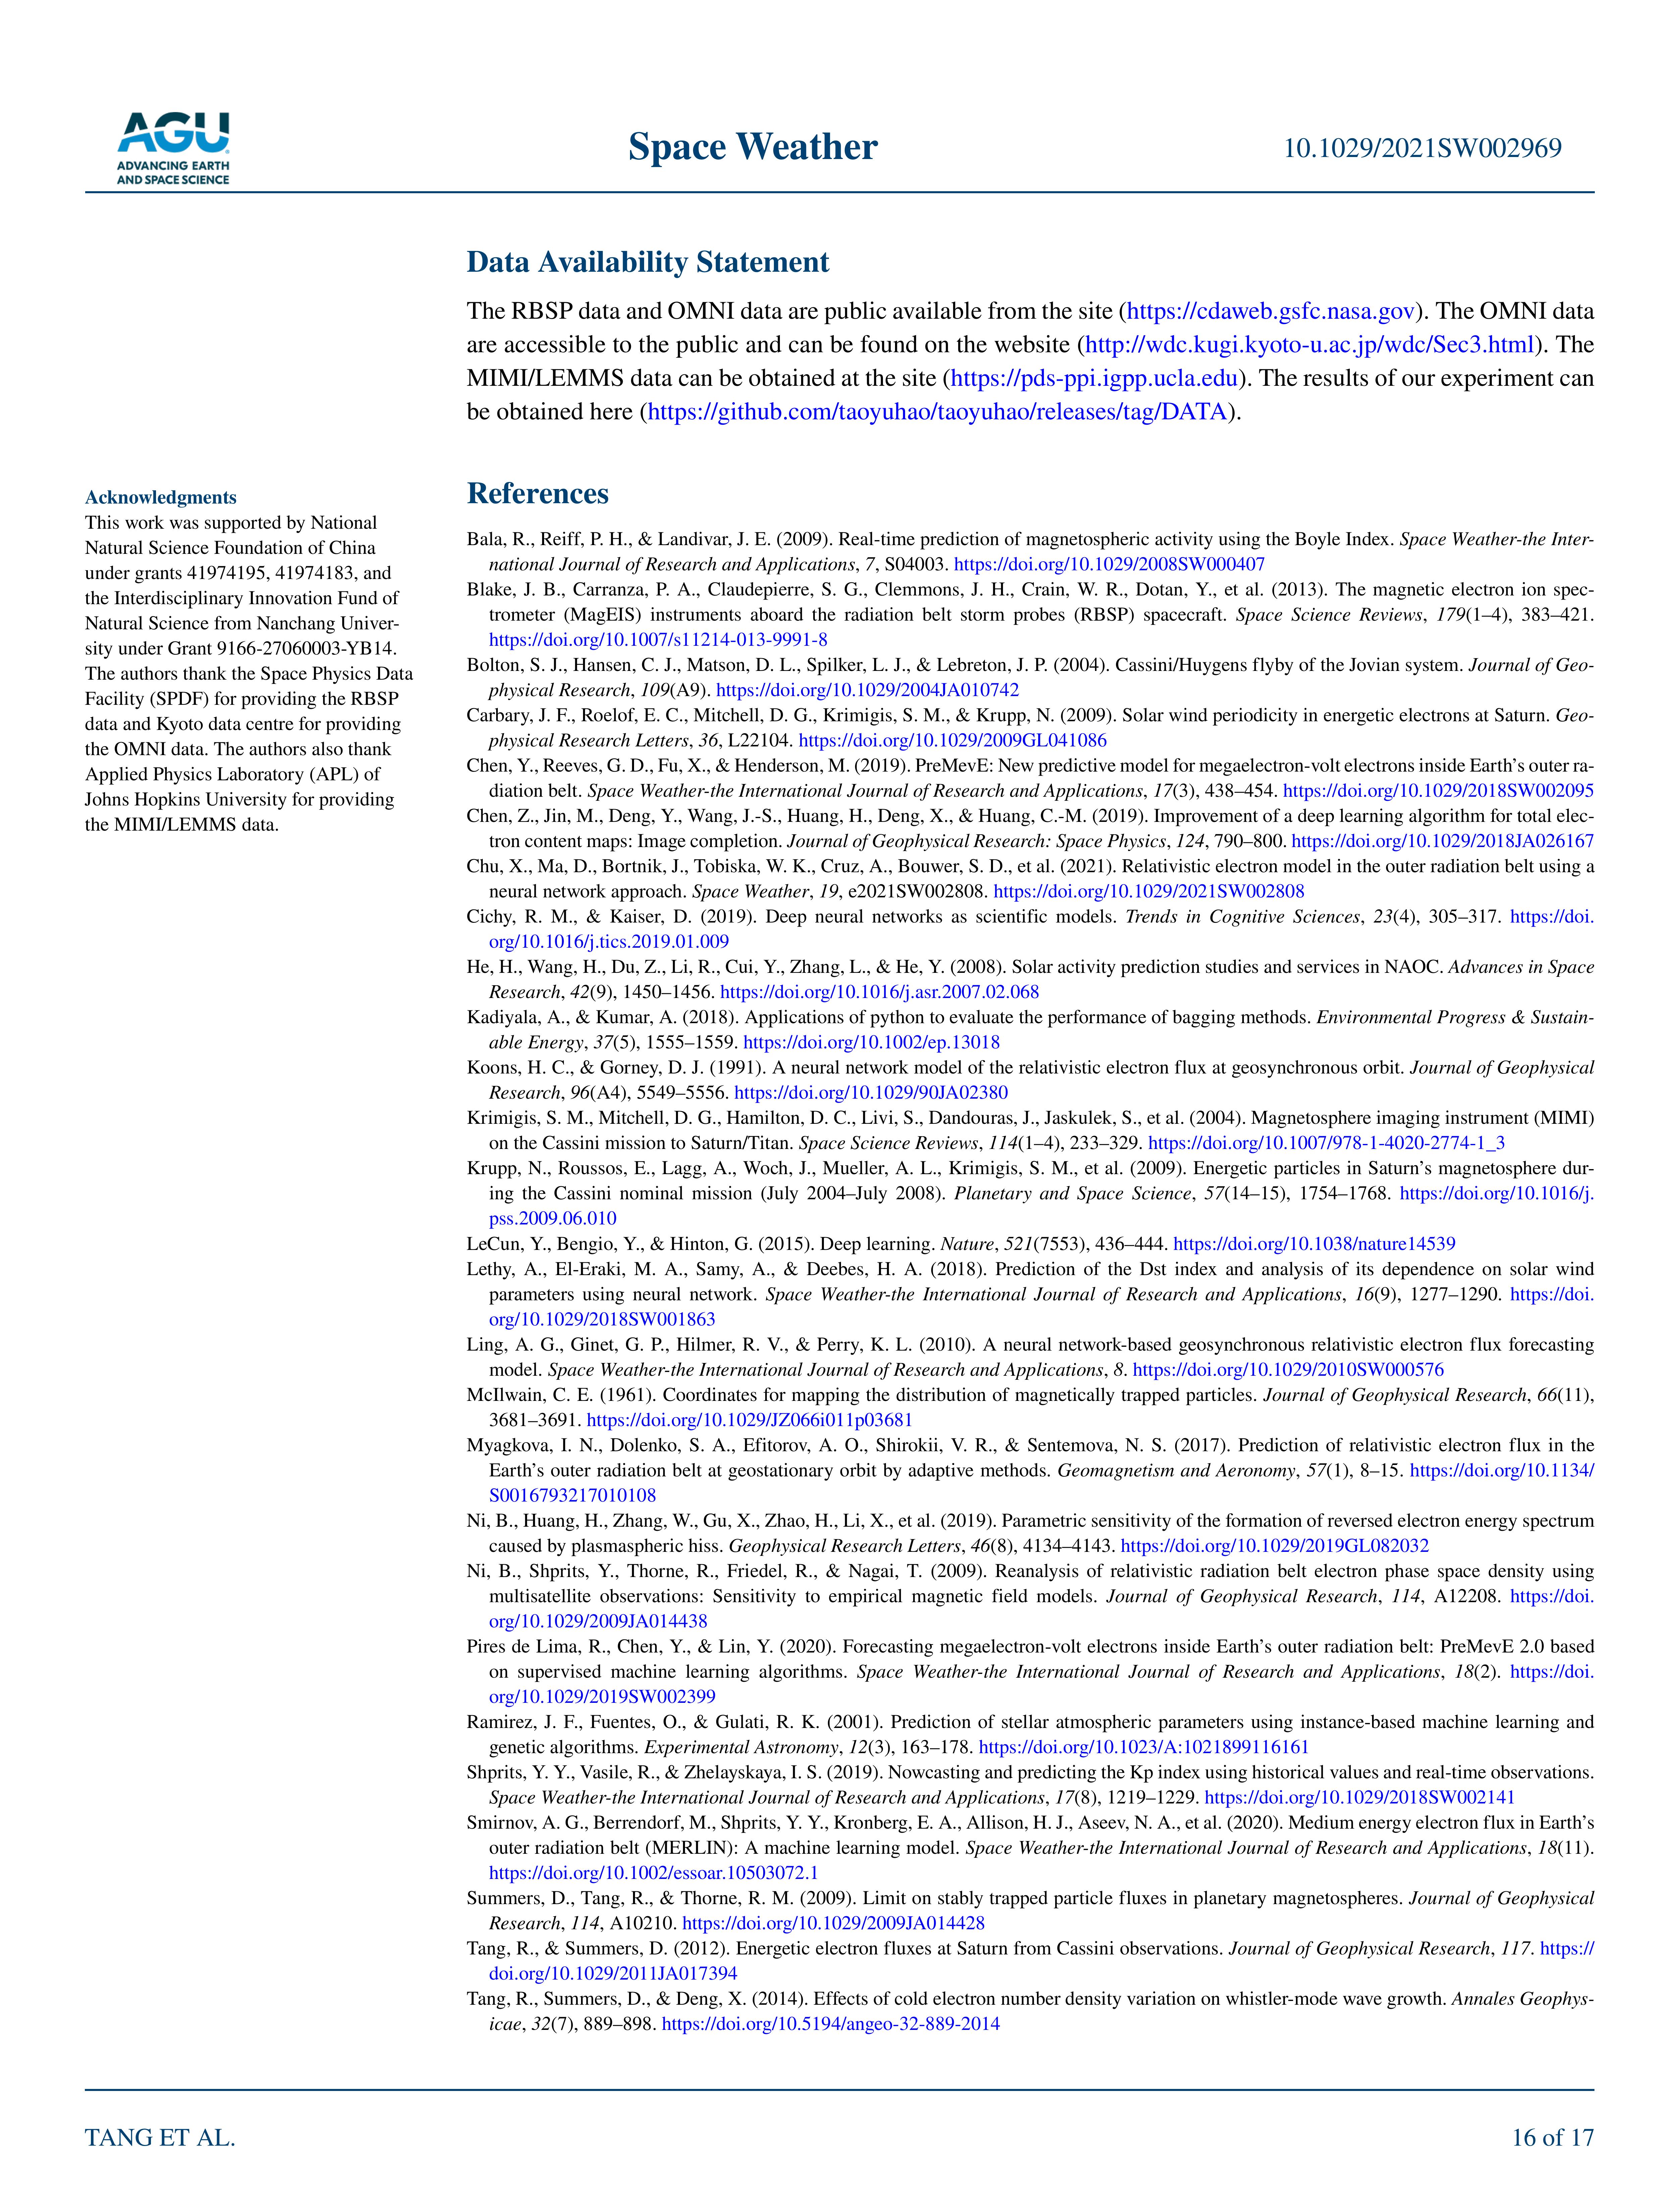 AGU
ADVANCING EARTH
AND SPACE SCIENCE
Space Weather
10.1029/2021SW002969
Data Availability Statement
The RBSP data and OMNI data are public available from the site (https://cdaweb.gsfc.nasa.gov). The OMNI data
are accessible to the public and can be found on the website (http://wdc.kugi.kyoto-u.ac.jp/wdc/Sec3.html). The
MIMI/LEMMS data can be obtained at the site (https://pds-ppi.igpp.ucla.edu). The results of our experiment can
be obtained here (https://github.com/taoyuhao/taoyuhao/releases/tag/DATA).
Acknowledgments
This work was supported by National
Natural Science Foundation of China
under grants 41974195, 41974183, and
the Interdisciplinary Innovation Fund of
Natural Science from Nanchang Univer-
sity under Grant 9166-27060003-YB14.
The authors thank the Space Physics Data
Facility (SPDF) for providing the RBSP
data and Kyoto data centre for providing
the OMNI data. The authors also thank
Applied Physics Laboratory (APL) of
Johns Hopkins University for providing
the MIMI/LEMMS data.
References
Bala, R., Reiff, P. H., & Landivar, J. E. (2009). Real-time prediction of magnetospheric activity using the Boyle Index. Space Weather-the Inter-
national Journal of Research and Applications, 7, S04003. https://doi.org/10.1029/2008SW000407
Blake, J. B., Carranza, P. A., Claudepierre, S. G., Clemmons, J. H., Crain, W. R., Dotan, Y., et al. (2013). The magnetic electron ion spec-
trometer (MagEIS) instruments aboard the radiation belt storm probes (RBSP) spacecraft. Space Science Reviews, 179(1–4), 383–421.
https://doi.org/10.1007/s11214-013-9991-8
Bolton, S. J., Hansen, C. J., Matson, D. L., Spilker, L. J., & Lebreton, J. P. (2004). Cassini/Huygens flyby of the Jovian system. Journal of Geo-
physical Research, 109(A9). https://doi.org/10.1029/2004JA010742
Carbary, J. F., Roelof, E. C., Mitchell, D. G., Krimigis, S. M., & Krupp, N. (2009). Solar wind periodicity in energetic electrons at Saturn. Geo-
physical Research Letters, 36, L22104. https://doi.org/10.1029/2009GL041086
Chen, Y., Reeves, G. D., Fu, X., & Henderson, M. (2019). PreMevE: New predictive model for megaelectron-volt electrons inside Earth's outer ra-
diation belt. Space Weather-the International Journal of Research and Applications, 17(3), 438–454. https://doi.org/10.1029/2018SW002095
Chen, Z., Jin, M., Deng, Y., Wang, J.-S., Huang, H., Deng, X., & Huang, C.-M. (2019). Improvement of a deep learning algorithm for total elec-
tron content maps: Image completion. Journal of Geophysical Research: Space Physics, 124, 790–800. https://doi.org/10.1029/2018JA026167
Chu, X., Ma, D., Bortnik, J., Tobiska, W. K., Cruz, A., Bouwer, S. D., et al. (2021). Relativistic electron model in the outer radiation belt using a
neural network approach. Space Weather, 19, e2021SW002808. https://doi.org/10.1029/2021SW002808
Cichy, R. M., & Kaiser, D. (2019). Deep neural networks as scientific models. Trends in Cognitive Sciences, 23(4), 305–317. https://doi.
org/10.1016/j.tics.2019.01.009
He, H., Wang, H., Du, Z., Li, R., Cui, Y., Zhang, L., & He, Y. (2008). Solar activity prediction studies and services in NAOC. Advances in Space
Research, 42(9), 1450–1456. https://doi.org/10.1016/j.asr.2007.02.068
Kadiyala, A., & Kumar, A. (2018). Applications of python to evaluate the performance of bagging methods. Environmental Progress & Sustain-
able Energy, 37(5), 1555–1559. https://doi.org/10.1002/ep.13018
Koons, H. C., & Gorney, D. J. (1991). A neural network model of the relativistic electron flux at geosynchronous orbit. Journal of Geophysical
Research, 96(A4), 5549–5556. https://doi.org/10.1029/90JA02380
Krimigis, S. M., Mitchell, D. G., Hamilton, D. C., Livi, S., Dandouras, J., Jaskulek, S., et al. (2004). Magnetosphere imaging instrument (MIMI)
on the Cassini mission to Saturn/Titan. Space Science Reviews, 114(1–4), 233–329. https://doi.org/10.1007/978-1-4020-2774-1_3
Krupp, N., Roussos, E., Lagg, A., Woch, J., Mueller, A. L., Krimigis, S. M., et al. (2009). Energetic particles in Saturn's magnetosphere dur-
ing the Cassini nominal mission (July 2004–July 2008). Planetary and Space Science, 57(14–15), 1754–1768. https://doi.org/10.1016/j.
pss.2009.06.010
LeCun, Y., Bengio, Y., & Hinton, G. (2015). Deep learning. Nature, 521(7553), 436–444. https://doi.org/10.1038/nature14539
Lethy, A., El-Eraki, M. A., Samy, A., & Deebes, H. A. (2018). Prediction of the Dst index and analysis of its dependence on solar wind
parameters using neural network. Space Weather-the International Journal of Research and Applications, 16(9), 1277–1290. https://doi.
org/10.1029/2018SW001863
Ling, A. G., Ginet, G. P., Hilmer, R. V., & Perry, K. L. (2010). A neural network-based geosynchronous relativistic electron flux forecasting
model. Space Weather-the International Journal of Research and Applications, 8. https://doi.org/10.1029/2010SW000576
McIlwain, C. E. (1961). Coordinates for mapping the distribution of magnetically trapped particles. Journal of Geophysical Research, 66(11),
3681–3691. https://doi.org/10.1029/JZ066i011p03681
Myagkova, I. N., Dolenko, S. A., Efitorov, A. O., Shirokii, V. R., & Sentemova, N. S. (2017). Prediction of relativistic electron flux in the
Earth's outer radiation belt at geostationary orbit by adaptive methods. Geomagnetism and Aeronomy, 57(1), 8–15. https://doi.org/10.1134/
S0016793217010108
Ni, B., Huang, H., Zhang, W., Gu, X., Zhao, H., Li, X., et al. (2019). Parametric sensitivity of the formation of reversed electron energy spectrum
caused by plasmaspheric hiss. Geophysical Research Letters, 46(8), 4134–4143. https://doi.org/10.1029/2019GL082032
Ni, B., Shprits, Y., Thorne, R., Friedel, R., & Nagai, T. (2009). Reanalysis of relativistic radiation belt electron phase space density using
multisatellite observations: Sensitivity to empirical magnetic field models. Journal of Geophysical Research, 114, A12208. https://doi.
org/10.1029/2009JA014438
Pires de Lima, R., Chen, Y., & Lin, Y. (2020). Forecasting megaelectron-volt electrons inside Earth's outer radiation belt: PreMevE 2.0 based
on supervised machine learning algorithms. Space Weather-the International Journal of Research and Applications, 18(2). https://doi.
org/10.1029/2019SW002399
Ramirez, J. F., Fuentes, O., & Gulati, R. K. (2001). Prediction of stellar atmospheric parameters using instance-based machine learning and
genetic algorithms. Experimental Astronomy, 12(3), 163–178. https://doi.org/10.1023/A:1021899116161
Shprits, Y. Y., Vasile, R., & Zhelayskaya, I. S. (2019). Nowcasting and predicting the Kp index using historical values and real-time observations.
Space Weather-the International Journal of Research and Applications, 17(8), 1219–1229. https://doi.org/10.1029/2018SW002141
Smirnov, A. G., Berrendorf, M., Shprits, Y. Y., Kronberg, E. A., Allison, H. J., Aseev, N. A., et al. (2020). Medium energy electron flux in Earth's
outer radiation belt (MERLIN): A machine learning model. Space Weather-the International Journal of Research and Applications, 18(11).
https://doi.org/10.1002/essoar.10503072.1
Summers, D., Tang, R., & Thorne, R. M. (2009). Limit on stably trapped particle fluxes in planetary magnetospheres. Journal of Geophysical
Research, 114, A10210. https://doi.org/10.1029/2009JA014428
Tang, R., & Summers, D. (2012). Energetic electron fluxes at Saturn from Cassini observations. Journal of Geophysical Research, 117. https://
doi.org/10.1029/2011JA017394
Tang, R., Summers, D., & Deng, X. (2014). Effects of cold electron number density variation on whistler-mode wave growth. Annales Geophys-
icae, 32(7), 889–898. https://doi.org/10.5194/angeo-32-889-2014
TANG ET AL.
16 of 17